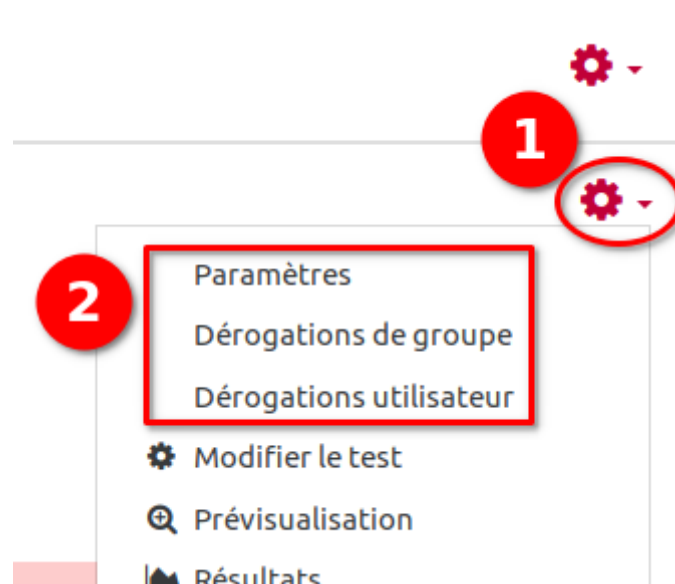 1
2
Paramètres
Dérogations de groupe
Dérogations utilisateur
Modifier le test
Prévisualisation
Résultats